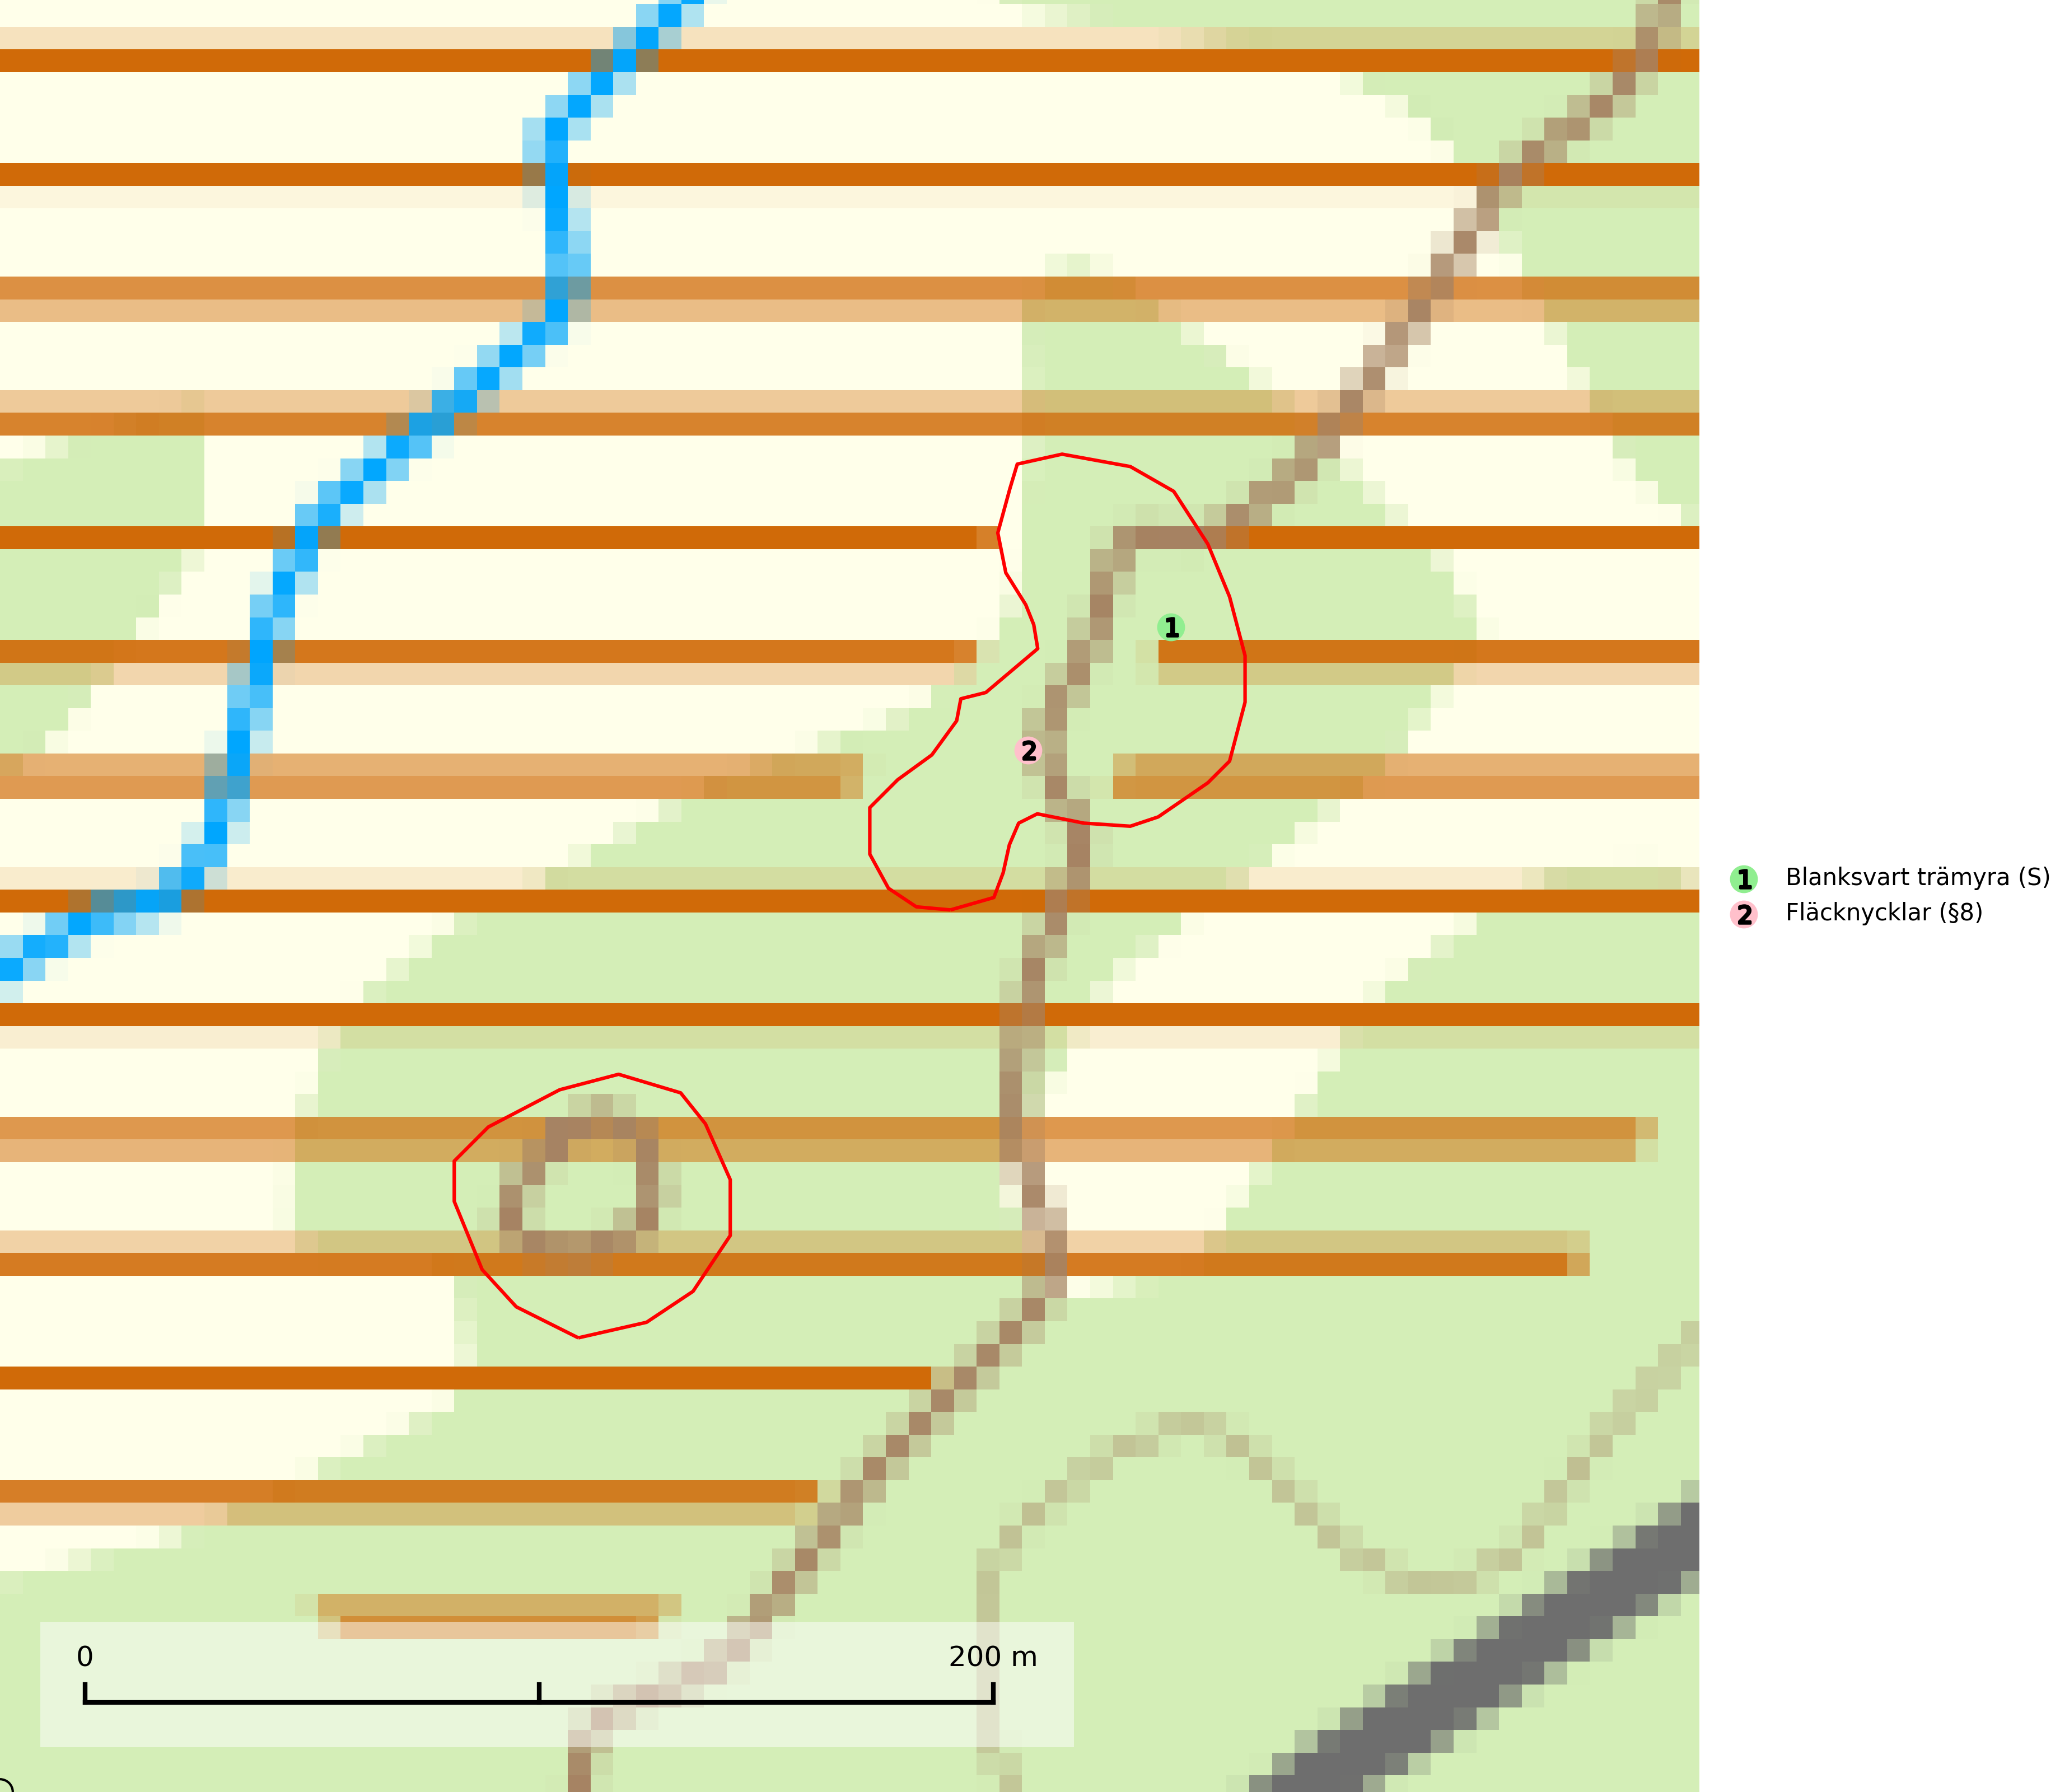 1
2
1 Blanksvart trämyra (S)
2 Fläcknycklar (§8)
0 200 m